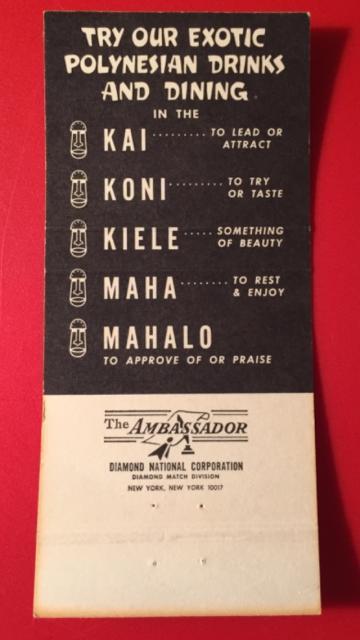 TRY OUR EXOTIC
POLYNESIAN DRINKS
AND DINING
IN THE
KAI ......... TO LEAD OR
ATTRACT
KONI ......... TO TRY
OR TASTE
KIELE ..... SOMETHING
OF BEAUTY
MAHA ........ TO REST
& ENJOY
MAHALO
TO APPROVE OF OR PRAISE
The AMBASSADOR
DIAMOND NATIONAL CORPORATION
DIAMOND MATCH DIVISION
NEW YORK, NEW YORK 10017